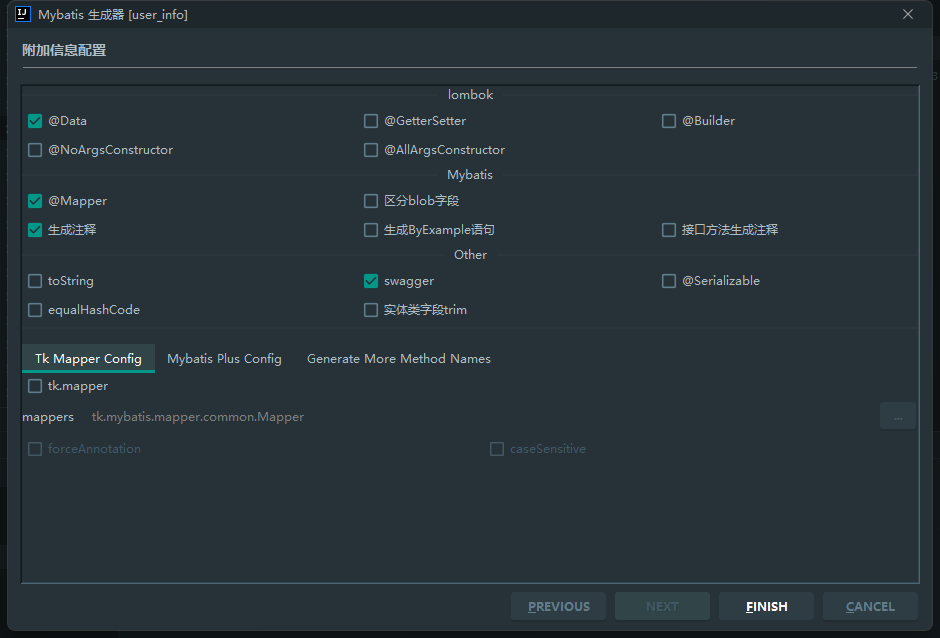 Mybatis 生成器 [user_info]
附加信息配置
lombok
@Data @GetterSetter @Builder
@NoArgsConstructor @AllArgsConstructor
Mybatis
@Mapper 区分blob字段
生成注释 生成ByExample语句 接口方法生成注释
Other
toString swagger @Serializable
equalHashCode 实体类字段trim
Tk Mapper Config Mybatis Plus Config Generate More Method Names
tk.mapper
mappers tk.mybatis.mapper.common.Mapper ...
forceAnnotation caseSensitive
PREVIOUS NEXT FINISH CANCEL